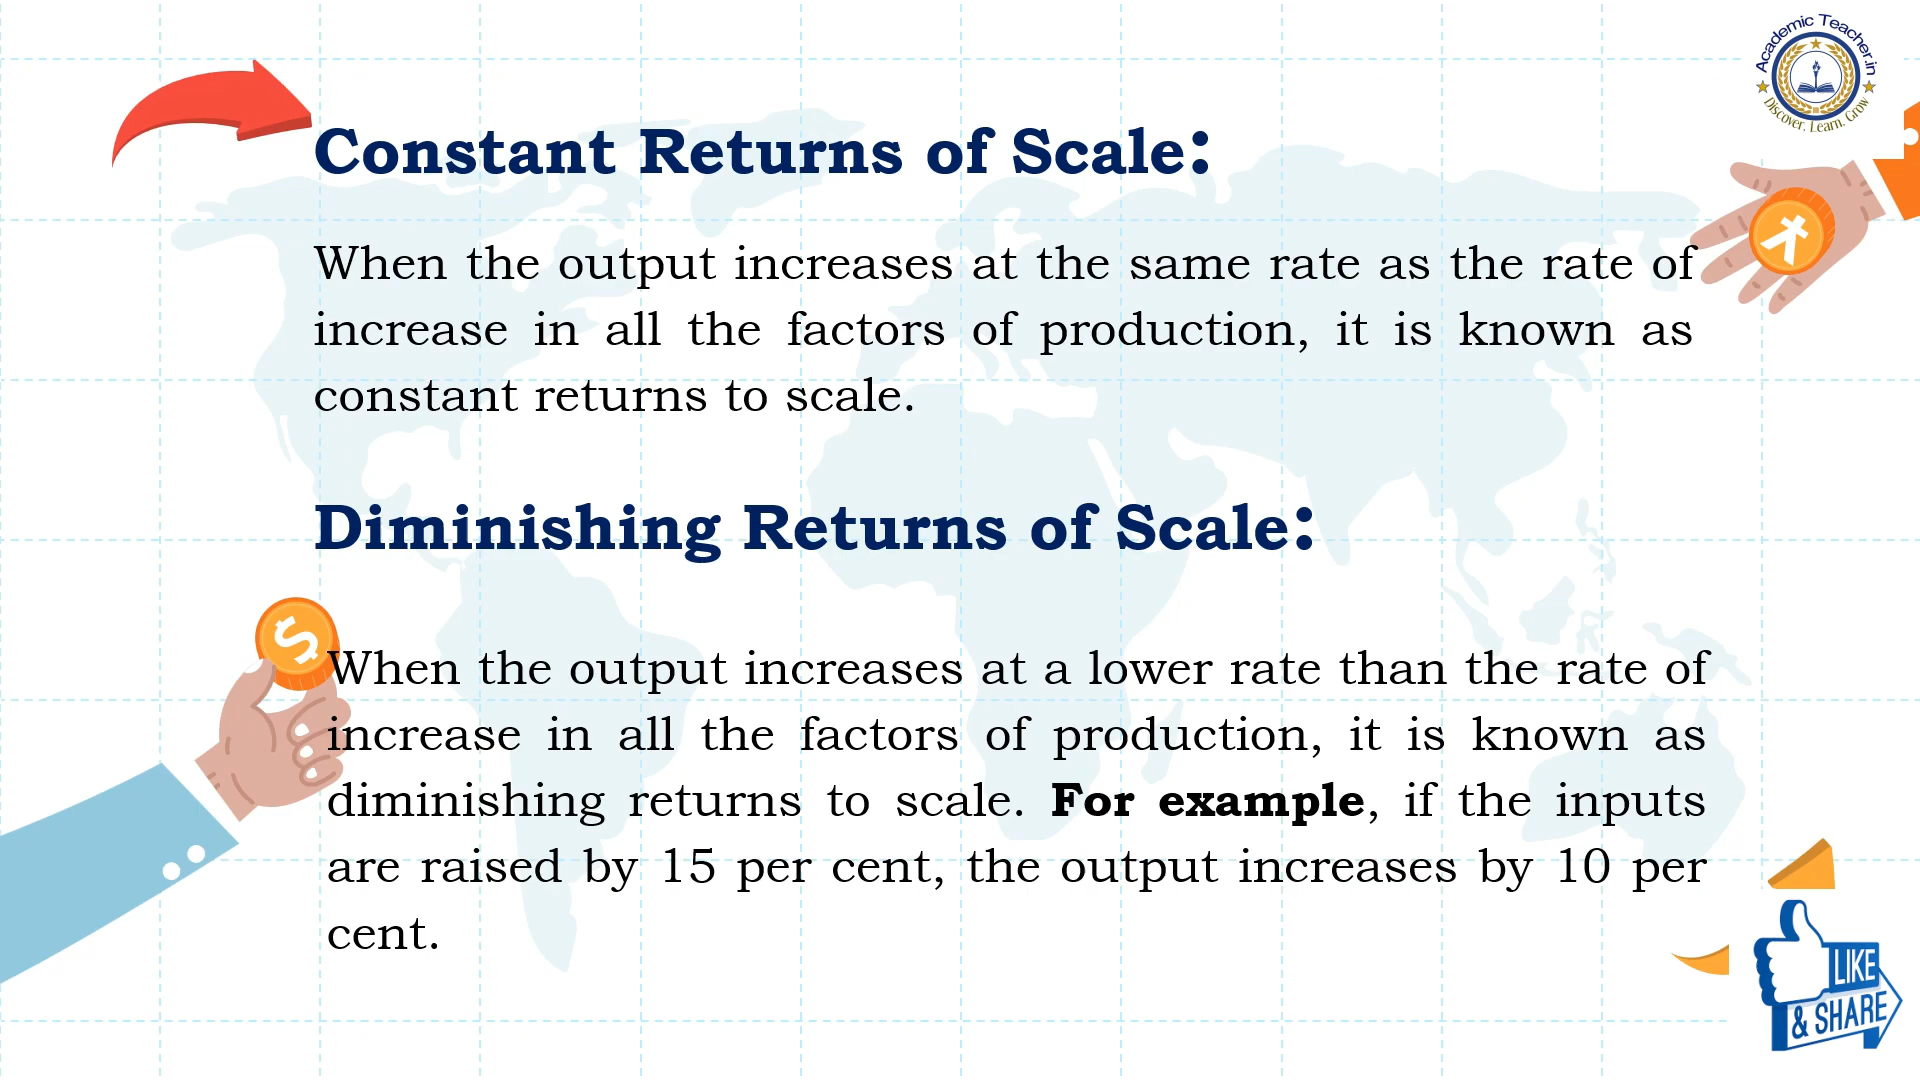 Academic Teacher.in
Discover. Learn. Grow
Constant Returns of Scale:
When the output increases at the same rate as the rate of
increase in all the factors of production, it is known as
constant returns to scale.
Diminishing Returns of Scale:
$
When the output increases at a lower rate than the rate of
increase in all the factors of production, it is known as
diminishing returns to scale. For example, if the inputs
are raised by 15 per cent, the output increases by 10 per
cent.
LIKE
& SHARE